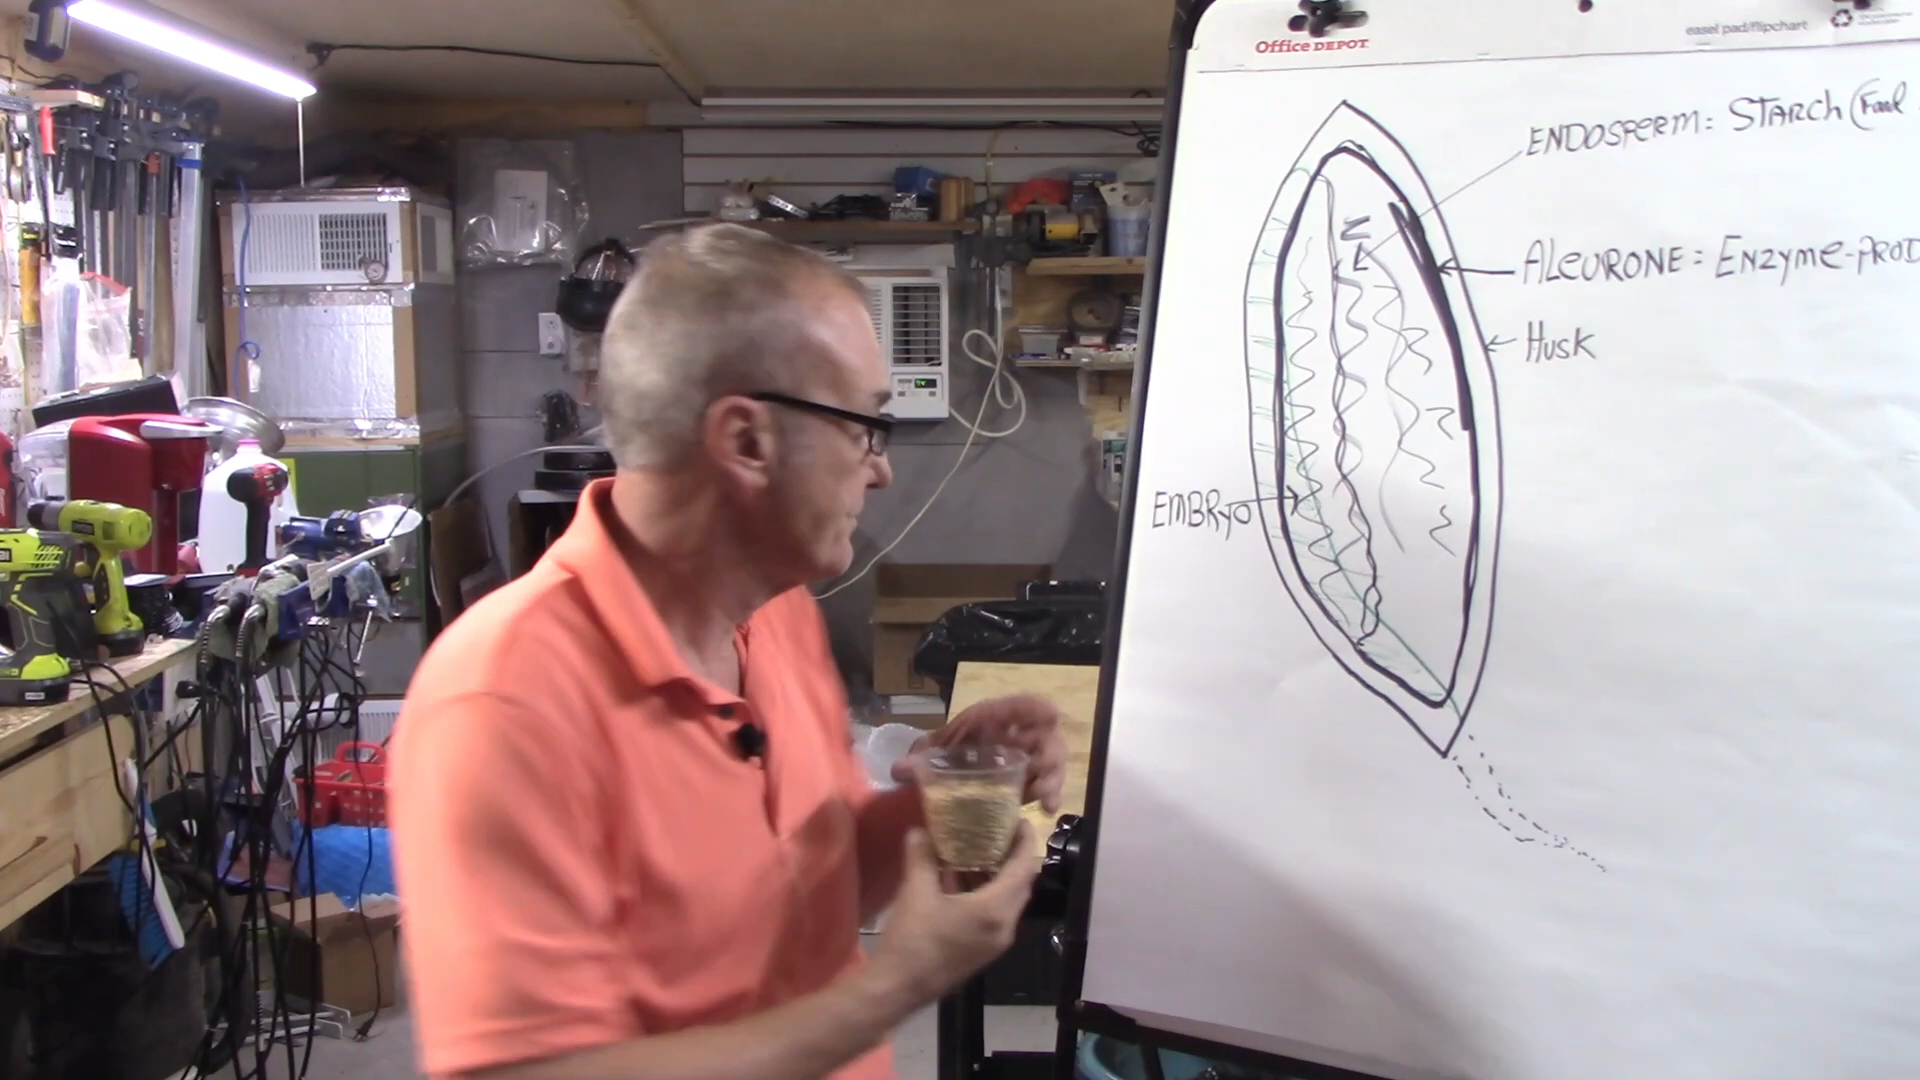 Office DEPOT
easel pad/flipchart
ENDOSPERM = STARCH (Food
ALEURONE = Enzyme-PROD
Husk
EMBRyO